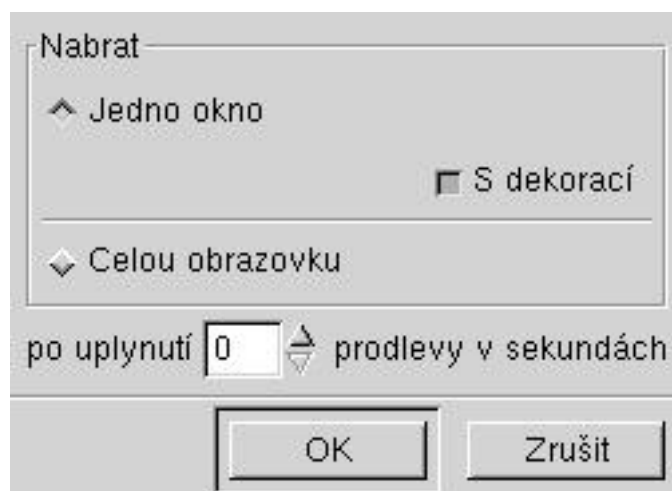 Nabrat
Jedno okno
S dekorací
Celou obrazovku
po uplynutí 0 prodlevy v sekundách
OK Zrušit